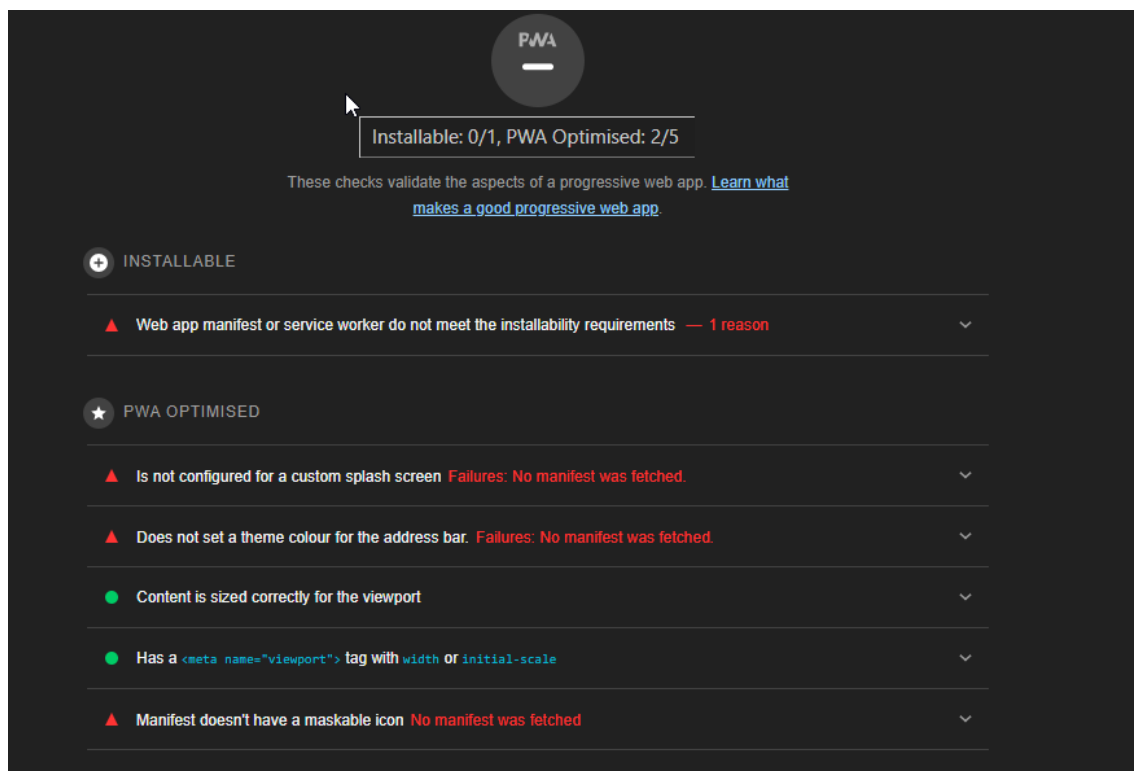 PWA
Installable: 0/1, PWA Optimised: 2/5
These checks validate the aspects of a progressive web app. Learn what
makes a good progressive web app.
INSTALLABLE
Web app manifest or service worker do not meet the installability requirements — 1 reason
PWA OPTIMISED
Is not configured for a custom splash screen Failures: No manifest was fetched.
Does not set a theme colour for the address bar. Failures: No manifest was fetched.
Content is sized correctly for the viewport
Has a <meta name="viewport"> tag with width or initial-scale
Manifest doesn't have a maskable icon No manifest was fetched